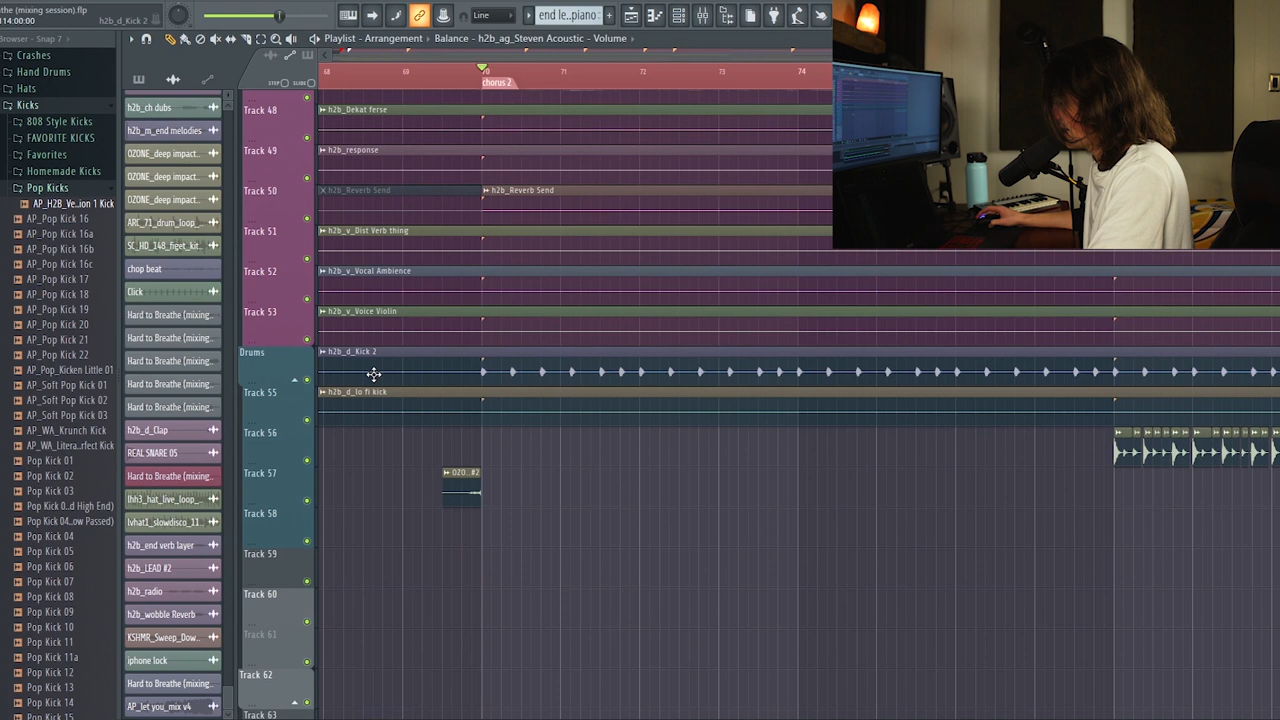 the (mixing session).flp
14:00:00
h2b_d_Kick 2
Line
end le..piano
Browser - Snap 7
Playlist - Arrangement
Balance - h2b_ag_Steven Acoustic - Volume
Crashes
Hand Drums
Hats
Kicks
808 Style Kicks
FAVORITE KICKS
Favorites
Homemade Kicks
Pop Kicks
AP_H2B_Ve..ion 1 Kick
AP_Pop Kick 16
AP_Pop Kick 16a
AP_Pop Kick 16b
AP_Pop Kick 16c
AP_Pop Kick 17
AP_Pop Kick 18
AP_Pop Kick 19
AP_Pop Kick 20
AP_Pop Kick 21
AP_Pop Kick 22
AP_Pop_Kicken Little 01
AP_Soft Pop Kick 01
AP_Soft Pop Kick 02
AP_Soft Pop Kick 03
AP_WA_Krunch Kick
AP_WA_Litera..rfect Kick
Pop Kick 01
Pop Kick 02
Pop Kick 03
Pop Kick 0..d High End)
Pop Kick 04..ow Passed)
Pop Kick 04
Pop Kick 05
Pop Kick 06
Pop Kick 07
Pop Kick 08
Pop Kick 09
Pop Kick 10
Pop Kick 11
Pop Kick 11a
Pop Kick 12
Pop Kick 13
Pop Kick 14
Pop Kick 15
h2b_ch dubs
h2b_m_end melodies
OZONE_deep impact..
OZONE_deep impact..
OZONE_deep impact..
ARC_71_drum_loop_..
SC_HD_148_figet_kit..
chop beat
Click
Hard to Breathe (mixing..
Hard to Breathe (mixing..
Hard to Breathe (mixing..
Hard to Breathe (mixing..
Hard to Breathe (mixing..
h2b_d_Clap
REAL SNARE 05
Hard to Breathe (mixing..
lhh3_hat_live_loop_..
lvhat1_slowdisco_11..
h2b_end verb layer
h2b_LEAD #2
h2b_radio
h2b_wobble Reverb
KSHMR_Sweep_Dow..
iphone lock
Hard to Breathe (mixing..
AP_let you_mix v4
STEP
SLIDE
68
69
70
71
72
73
74
chorus 2
Track 48
h2b_Dekat ferse
Track 49
h2b_response
Track 50
h2b_Reverb Send
h2b_Reverb Send
Track 51
h2b_v_Dist Verb thing
Track 52
h2b_v_Vocal Ambience
Track 53
h2b_v_Voice Violin
Drums
h2b_d_Kick 2
Track 55
h2b_d_lo fi kick
Track 56
Track 57
020..#2
Track 58
Track 59
Track 60
Track 61
Track 62
Track 63